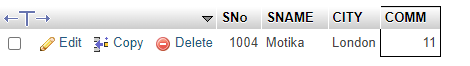 SNo SNAME CITY COMM
Edit Copy Delete 1004 Motika London 11